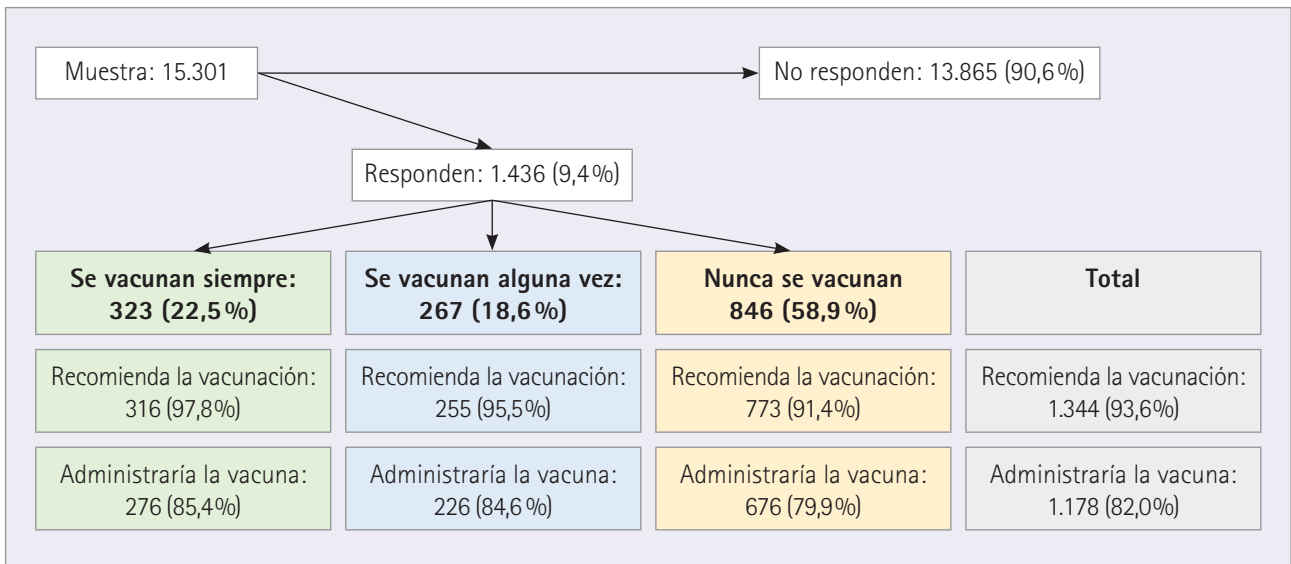 Muestra: 15.301
No responden: 13.865 (90,6%)
Responden: 1.436 (9,4%)
Se vacunan siempre:
323 (22,5%)
Se vacunan alguna vez:
267 (18,6%)
Nunca se vacunan
846 (58,9%)
Total
Recomienda la vacunación:
316 (97,8%)
Recomienda la vacunación:
255 (95,5%)
Recomienda la vacunación:
773 (91,4%)
Recomienda la vacunación:
1.344 (93,6%)
Administraría la vacuna:
276 (85,4%)
Administraría la vacuna:
226 (84,6%)
Administraría la vacuna:
676 (79,9%)
Administraría la vacuna:
1.178 (82,0%)